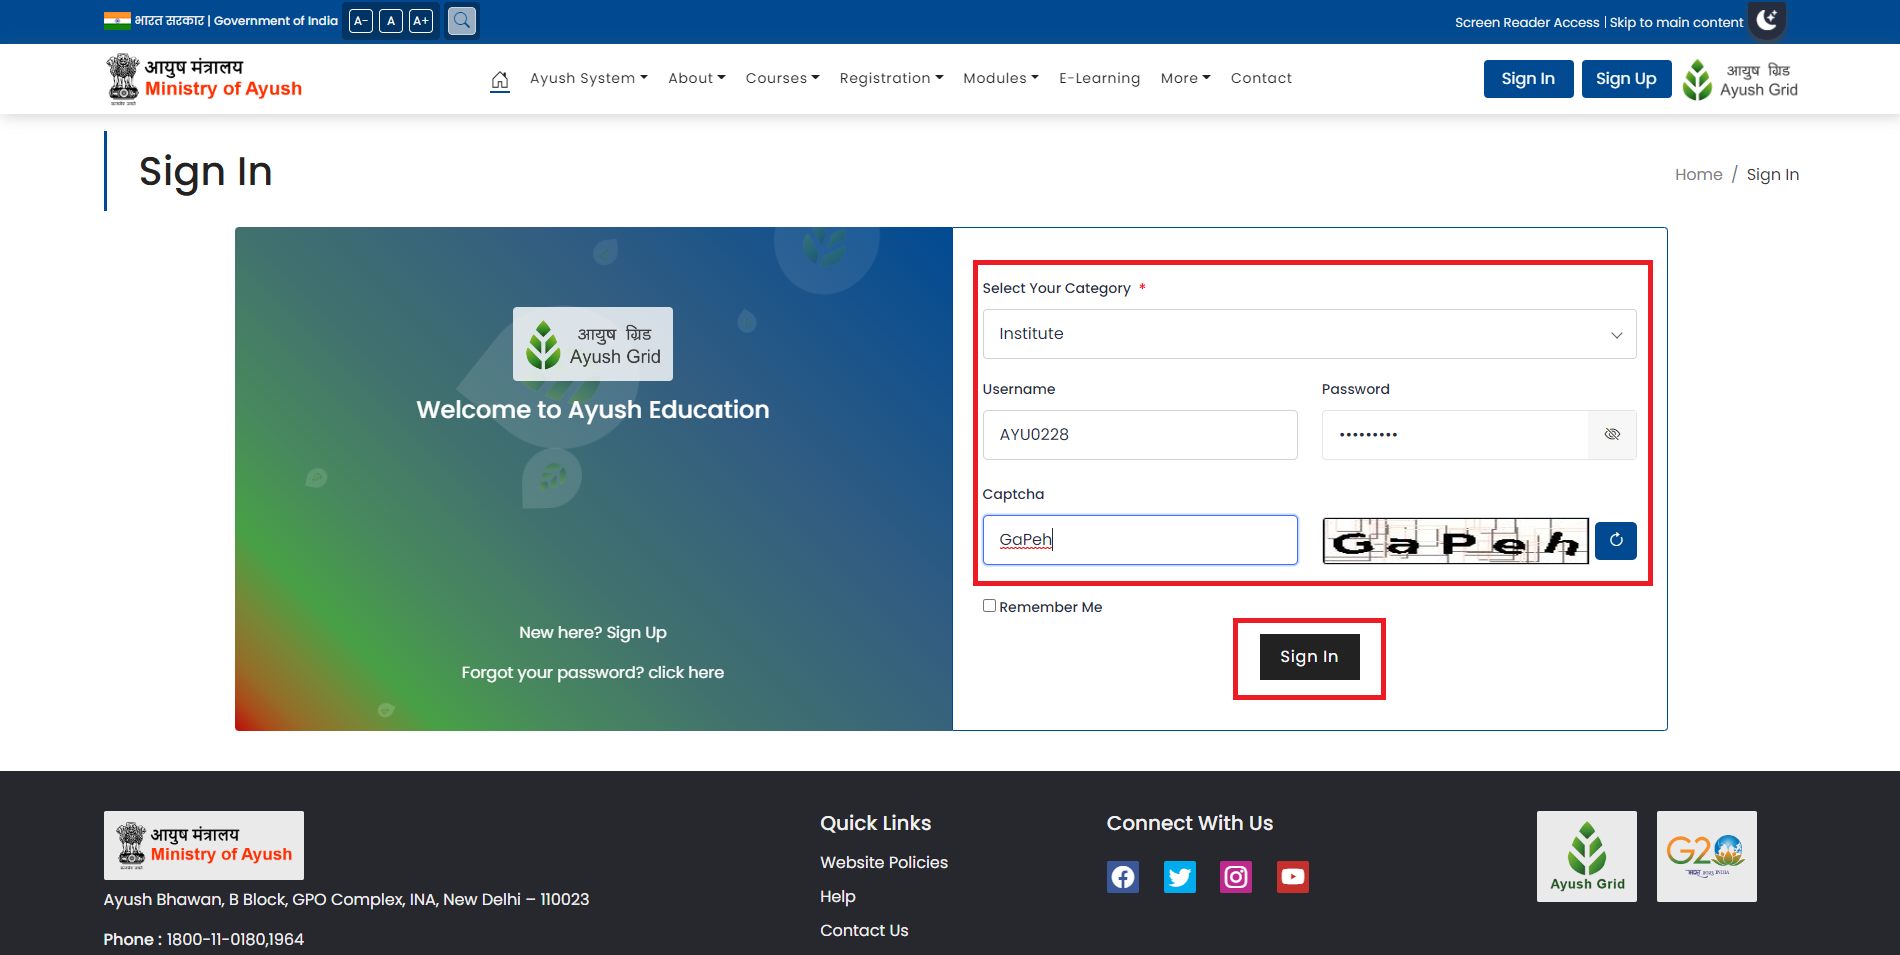 भारत सरकार | Government of India A- A A+
Screen Reader Access | Skip to main content
आयुष मंत्रालय
Ministry of Ayush
Ayush System About Courses Registration Modules E-Learning More Contact
Sign In Sign Up
आयुष ग्रिड
Ayush Grid
Sign In
Home / Sign In
आयुष ग्रिड
Ayush Grid
Welcome to Ayush Education
New here? Sign Up
Forgot your password? click here
Select Your Category *
Institute
Username Password
AYU0228 •••••••••
Captcha
GaPeh GaPeh
Remember Me
Sign In
आयुष मंत्रालय
Ministry of Ayush
Ayush Bhawan, B Block, GPO Complex, INA, New Delhi – 110023
Phone : 1800-11-0180,1964
Quick Links
Website Policies
Help
Contact Us
Connect With Us
Ayush Grid
G20
भारत 2023 INDIA